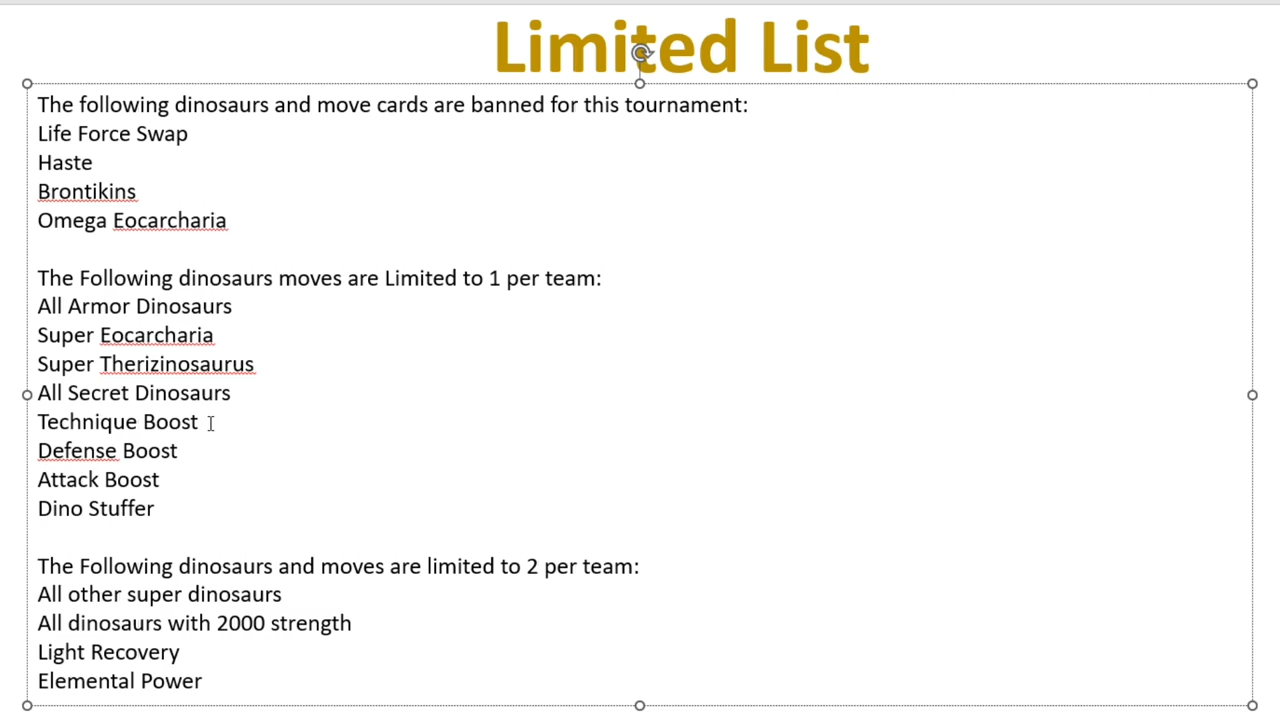 Limited List
The following dinosaurs and move cards are banned for this tournament:
Life Force Swap
Haste
Brontikins
Omega Eocarcharia
The Following dinosaurs moves are Limited to 1 per team:
All Armor Dinosaurs
Super Eocarcharia
Super Therizinosaurus
All Secret Dinosaurs
Technique Boost
Defense Boost
Attack Boost
Dino Stuffer
The Following dinosaurs and moves are limited to 2 per team:
All other super dinosaurs
All dinosaurs with 2000 strength
Light Recovery
Elemental Power